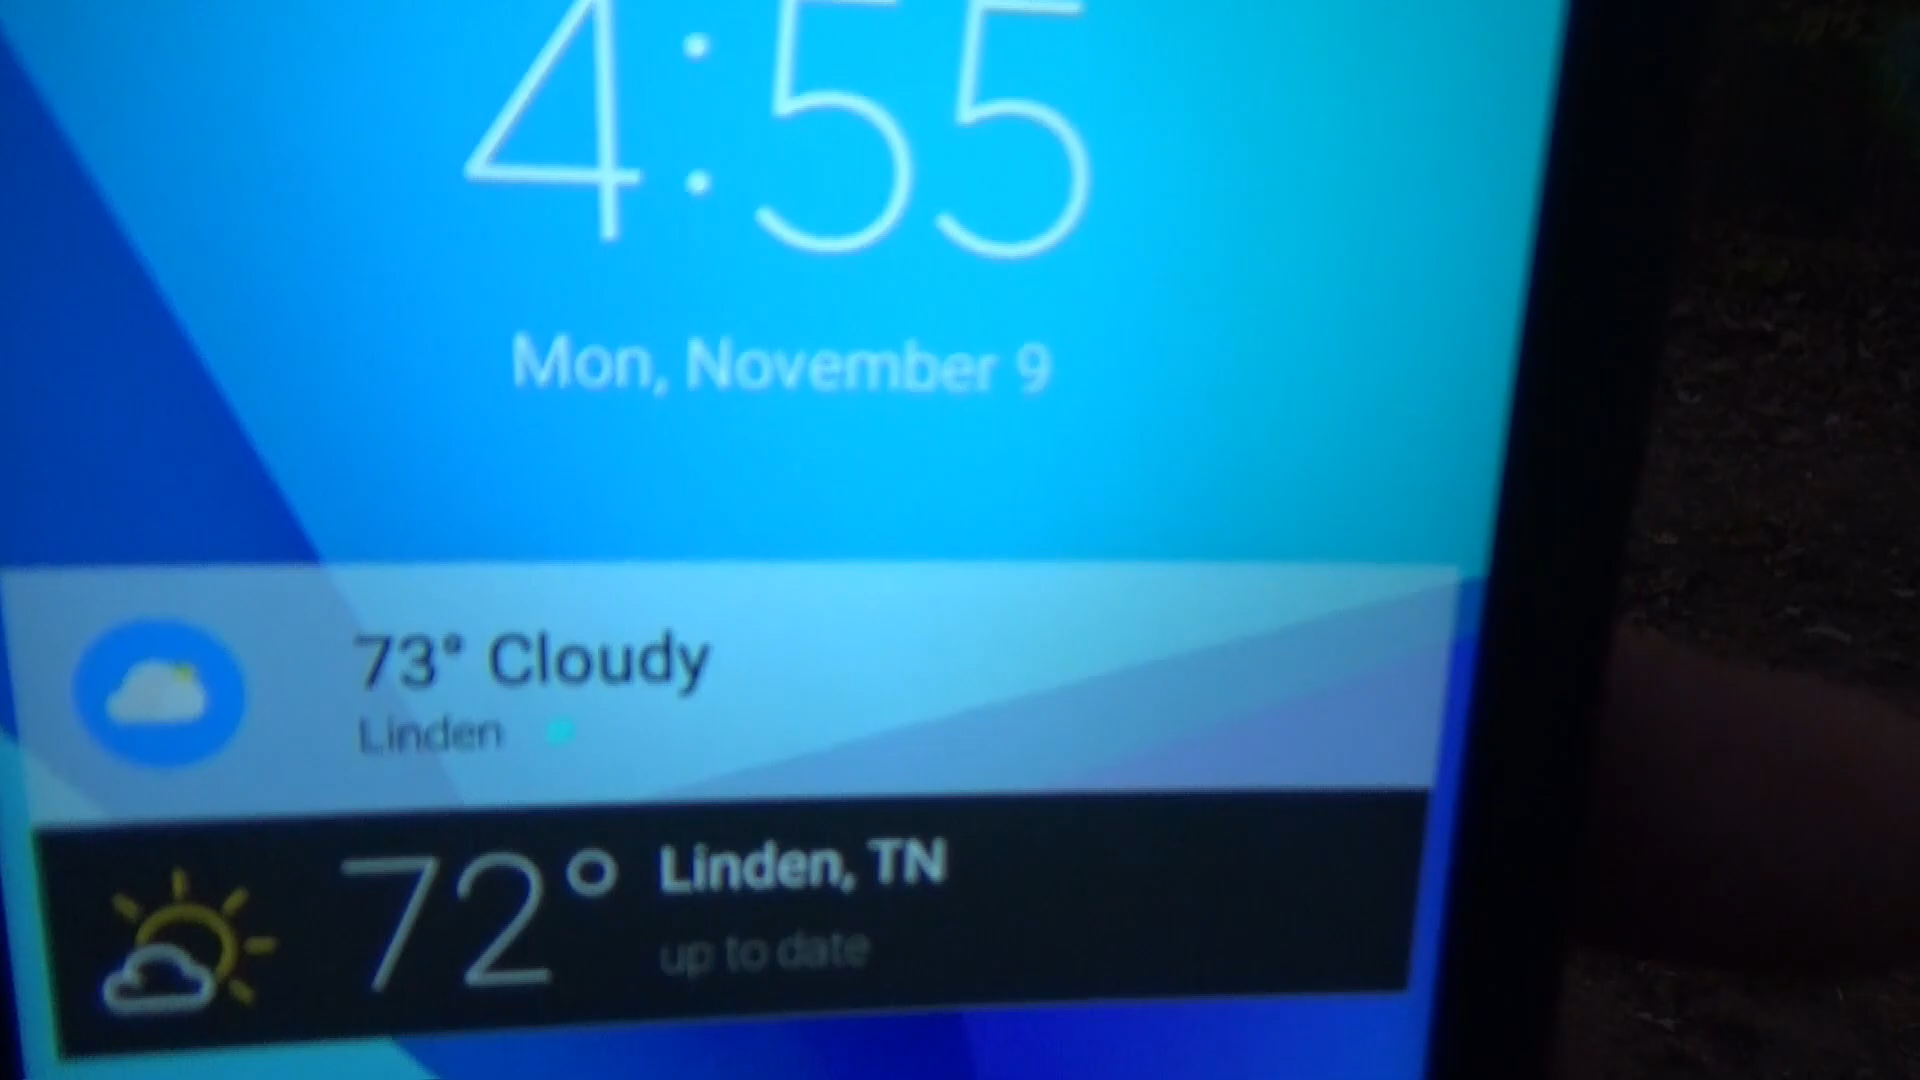 4:55
Mon, November 9
73° Cloudy
Linden
72° Linden, TN
up to date